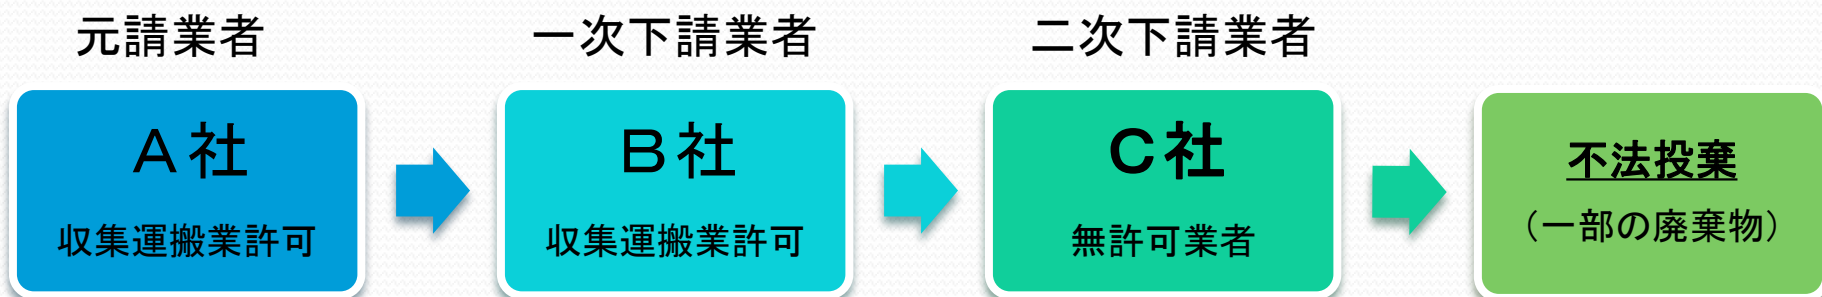 元請業者
一次下請業者
二次下請業者
A社
収集運搬業許可
B社
収集運搬業許可
C社
無許可業者
不法投棄
（一部の廃棄物）